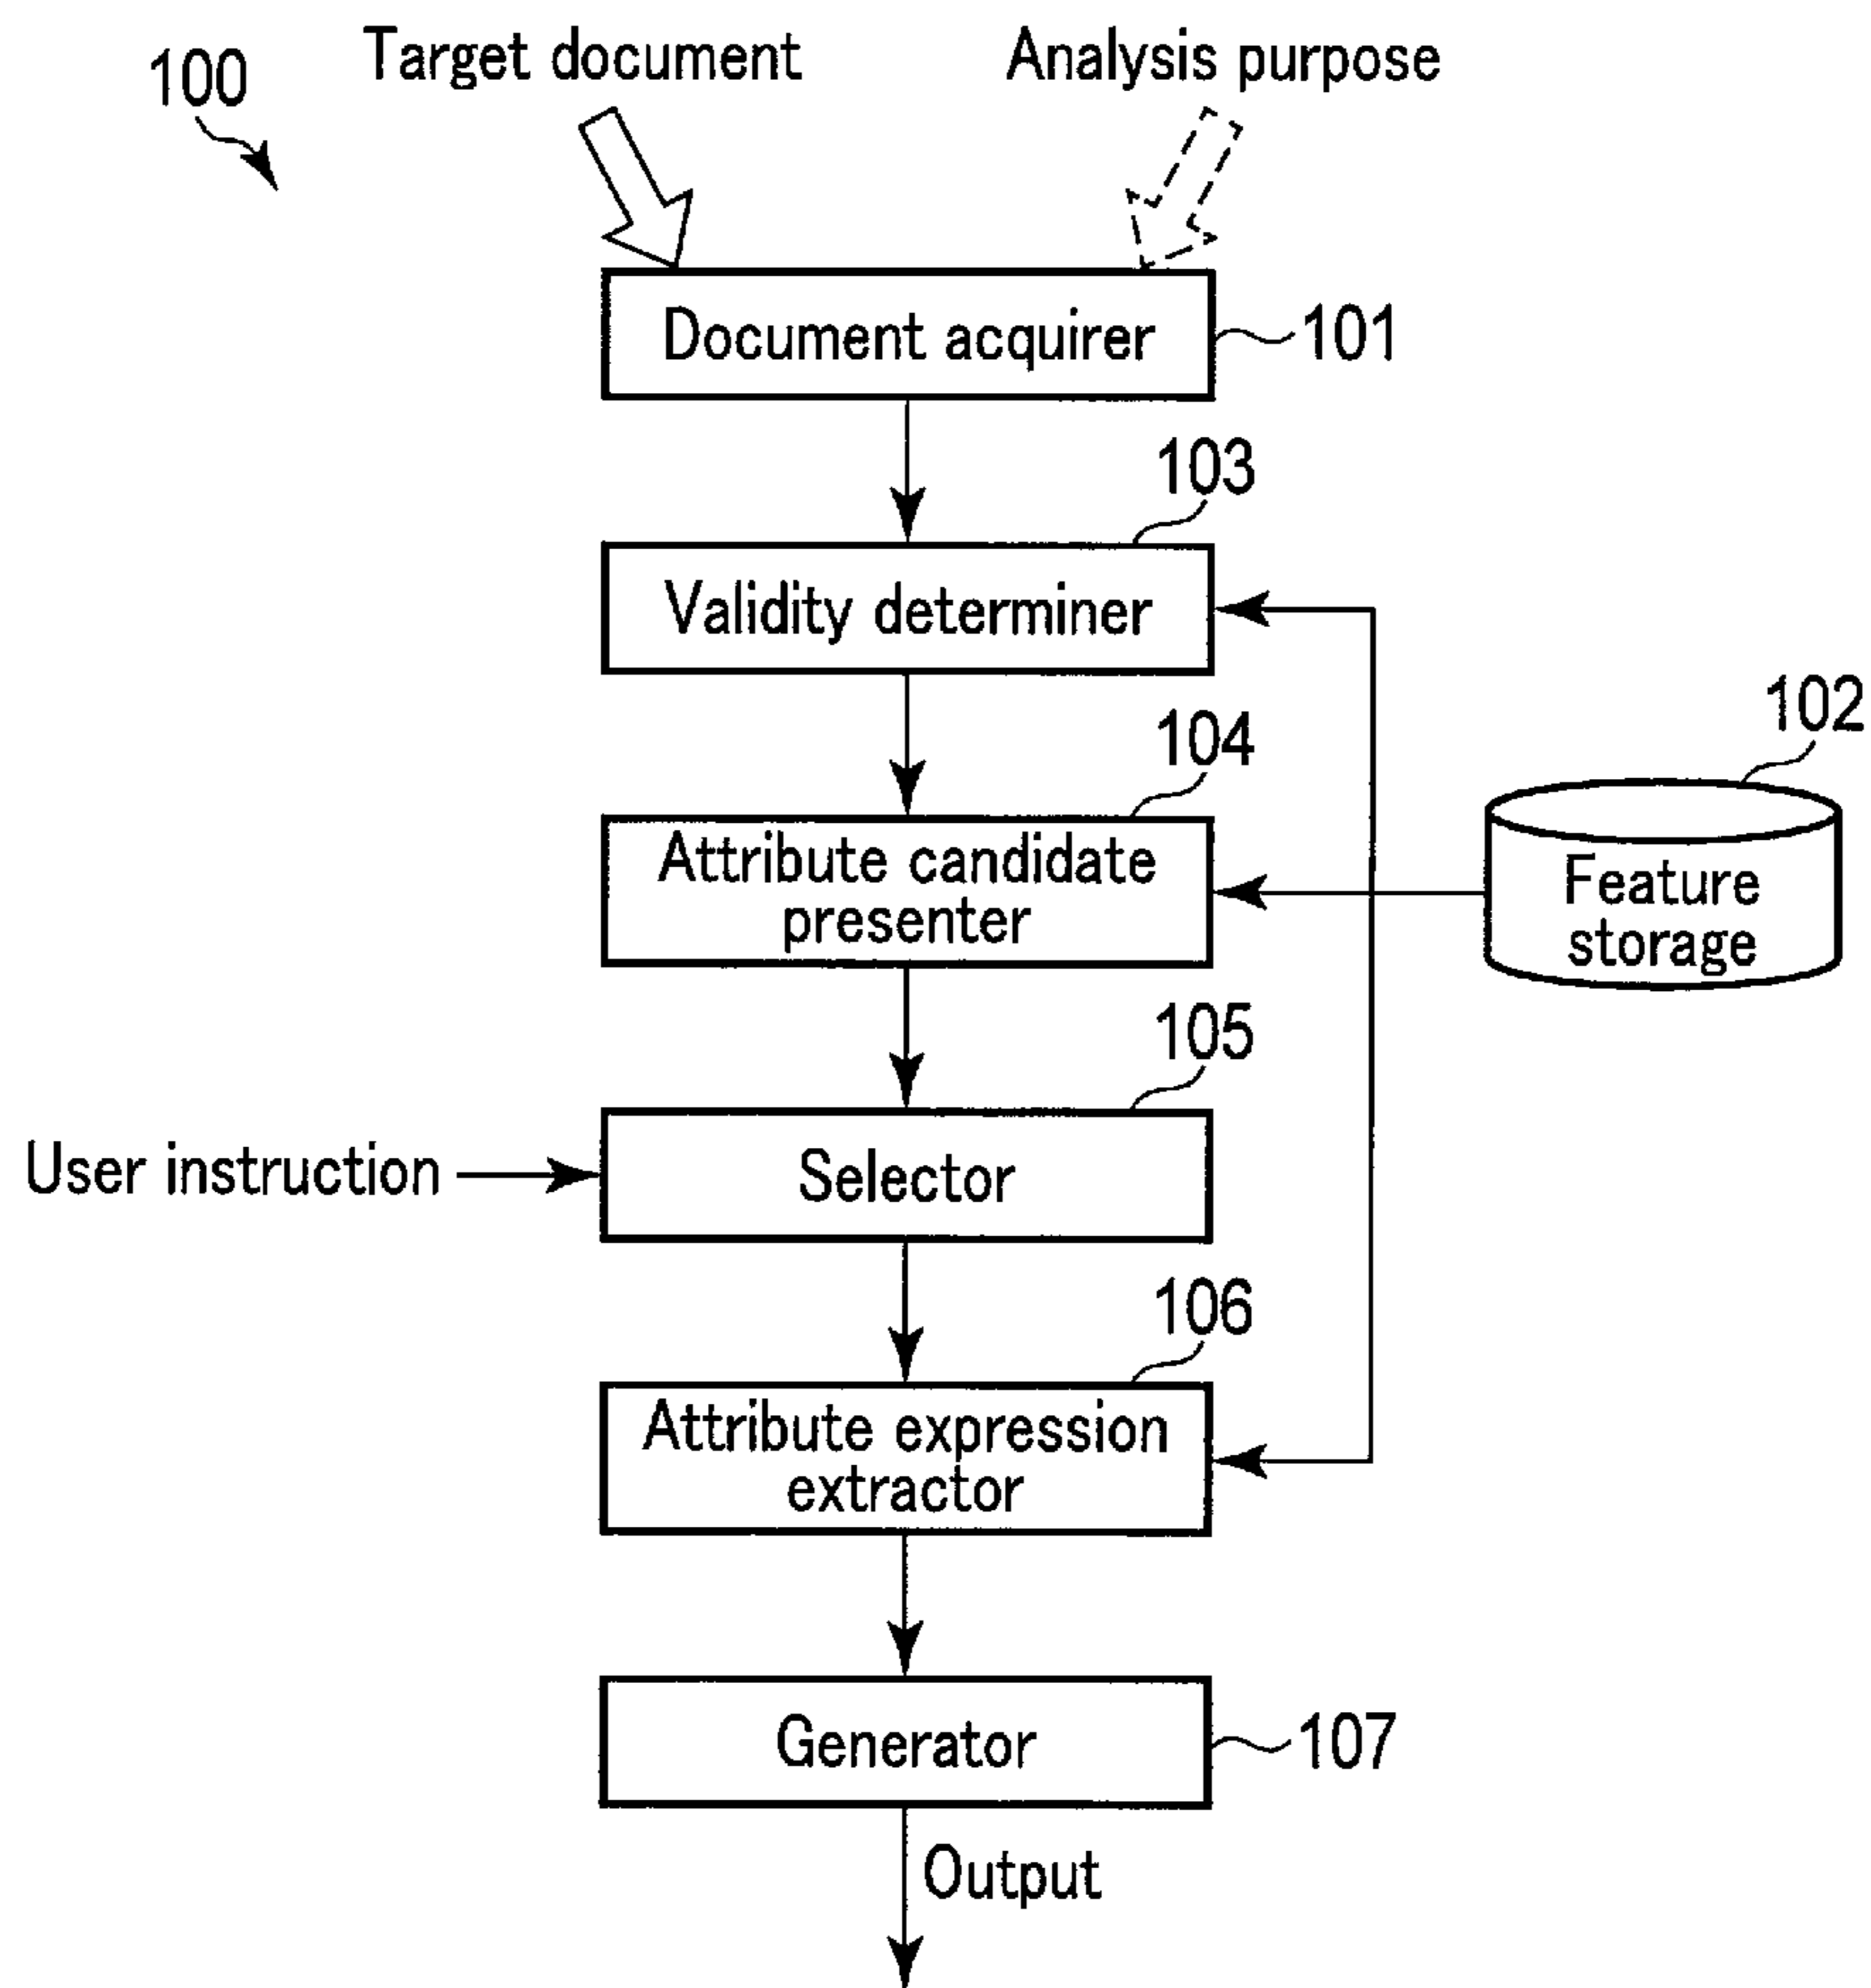 100
Target document
Analysis purpose
Document acquirer
101
103
Validity determiner
102
104
Attribute candidate
presenter
Feature
storage
105
User instruction
Selector
106
Attribute expression
extractor
Generator
107
Output